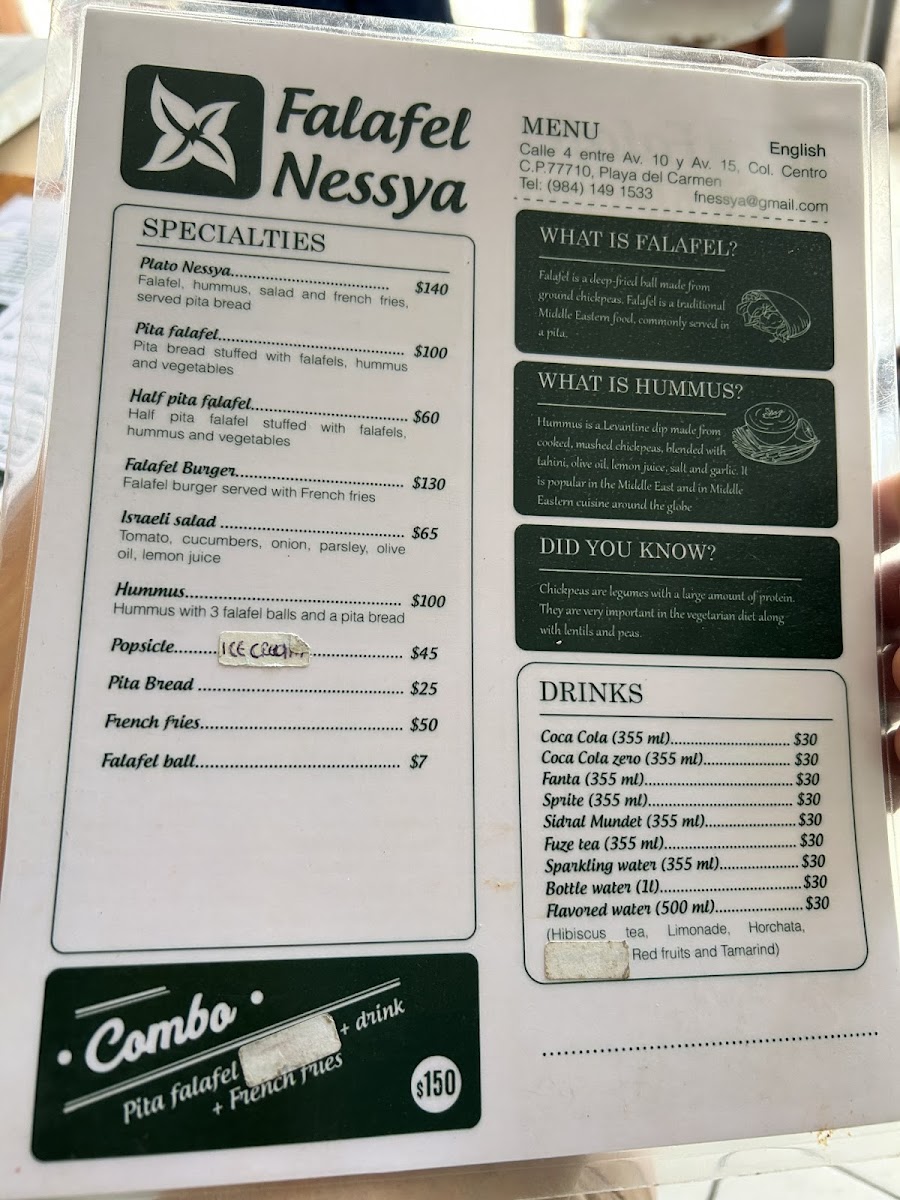 Falafel
Nessya
MENU
English
Calle 4 entre Av. 10 y Av. 15, Col. Centro
C.P.77710, Playa del Carmen
Tel: (984) 149 1533 fnessya@gmail.com
SPECIALTIES
Plato Nessya.......... $140
Falafel, hummus, salad and french fries,
served pita bread
Pita falafel.......... $100
Pita bread stuffed with falafels, hummus
and vegetables
Half pita falafel.......... $60
Half pita falafel stuffed with falafels,
hummus and vegetables
Falafel Burger.......... $130
Falafel burger served with French fries
Israeli salad .......... $65
Tomato, cucumbers, onion, parsley, olive
oil, lemon juice
Hummus.......... $100
Hummus with 3 falafel balls and a pita bread
Popsicle........ ICE CREAM .......... $45
Pita Bread .......... $25
French fries.......... $50
Falafel ball.......... $7
Combo
Pita falafel + drink
+ French fries
$150
WHAT IS FALAFEL?
Falafel is a deep-fried ball made from
ground chickpeas. Falafel is a traditional
Middle Eastern food, commonly served in
a pita.
WHAT IS HUMMUS?
Hummus is a Levantine dip made from
cooked, mashed chickpeas, blended with
tahini, olive oil, lemon juice, salt and garlic. It
is popular in the Middle East and in Middle
Eastern cuisine around the globe
DID YOU KNOW?
Chickpeas are legumes with a large amount of protein.
They are very important in the vegetarian diet along
with lentils and peas.
DRINKS
Coca Cola (355 ml).......... $30
Coca Cola zero (355 ml).......... $30
Fanta (355 ml).......... $30
Sprite (355 ml).......... $30
Sidral Mundet (355 ml).......... $30
Fuze tea (355 ml).......... $30
Sparkling water (355 ml).......... $30
Bottle water (1l).......... $30
Flavored water (500 ml).......... $30
(Hibiscus tea, Limonade, Horchata,
Red fruits and Tamarind)